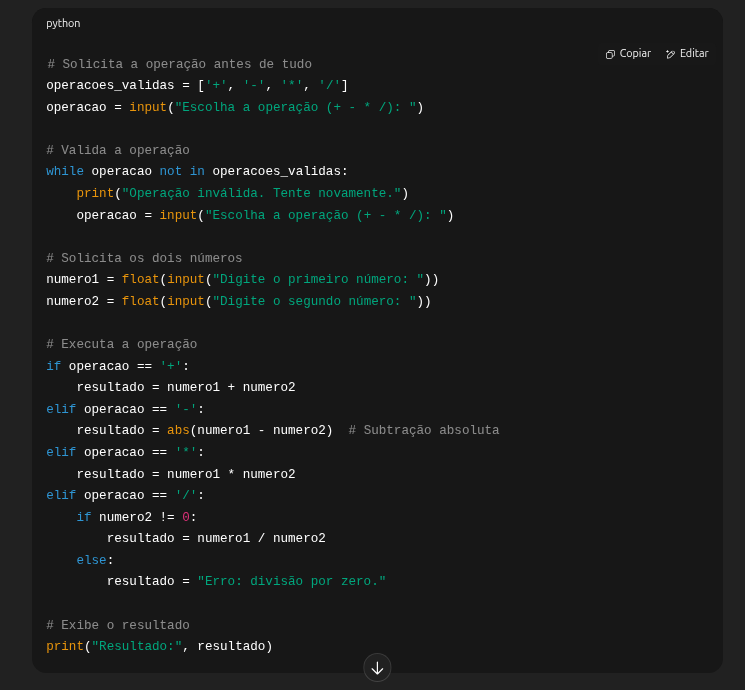 python
Copiar Editar
# Solicita a operação antes de tudo
operacoes_validas = ['+', '-', '*', '/']
operacao = input("Escolha a operação (+ - * /): ")

# Valida a operação
while operacao not in operacoes_validas:
    print("Operação inválida. Tente novamente.")
    operacao = input("Escolha a operação (+ - * /): ")

# Solicita os dois números
numero1 = float(input("Digite o primeiro número: "))
numero2 = float(input("Digite o segundo número: "))

# Executa a operação
if operacao == '+':
    resultado = numero1 + numero2
elif operacao == '-':
    resultado = abs(numero1 - numero2)  # Subtração absoluta
elif operacao == '*':
    resultado = numero1 * numero2
elif operacao == '/':
    if numero2 != 0:
        resultado = numero1 / numero2
    else:
        resultado = "Erro: divisão por zero."

# Exibe o resultado
print("Resultado:", resultado)